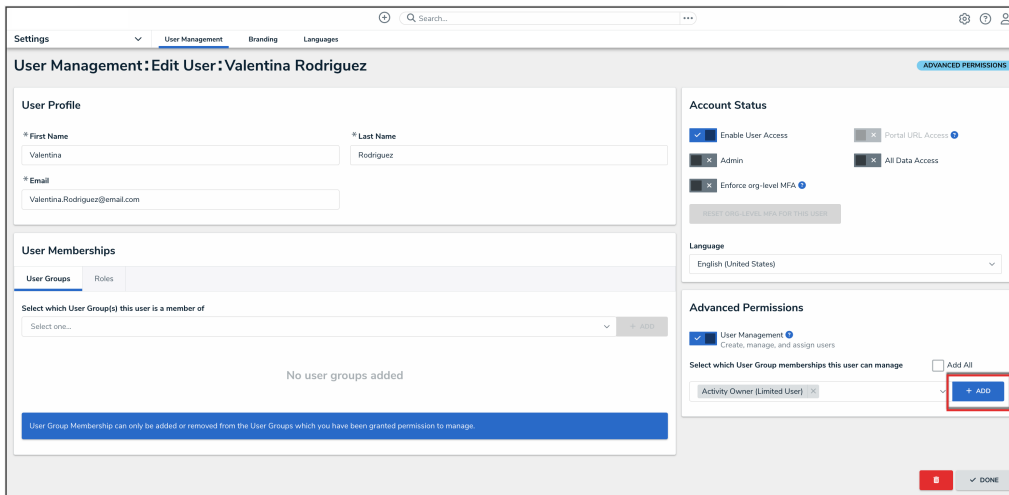 Search...
Settings
User Management
Branding
Languages
User Management: Edit User: Valentina Rodriguez
ADVANCED PERMISSIONS
User Profile
* First Name
* Last Name
Valentina
Rodriguez
* Email
Valentina.Rodriguez@email.com
User Memberships
User Groups
Roles
Select which User Group(s) this user is a member of
Select one...
+ ADD
No user groups added
User Group Membership can only be added or removed from the User Groups which you have been granted permission to manage.
Account Status
Enable User Access
Portal URL Access
Admin
All Data Access
Enforce org-level MFA
RESET ORG-LEVEL MFA FOR THIS USER
Language
English (United States)
Advanced Permissions
User Management
Create, manage, and assign users
Select which User Group memberships this user can manage
Add All
Activity Owner (Limited User)
+ ADD
DONE